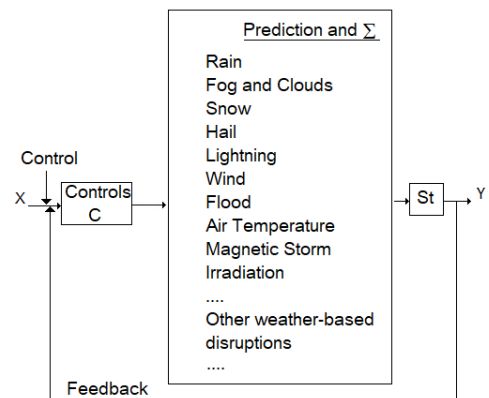 Prediction and Σ
Rain
Fog and Clouds
Snow
Hail
Lightning
Wind
Flood
Air Temperature
Magnetic Storm
Irradiation
....
Other weather-based
disruptions
....
Control
X
Controls
C
St
Y
Feedback